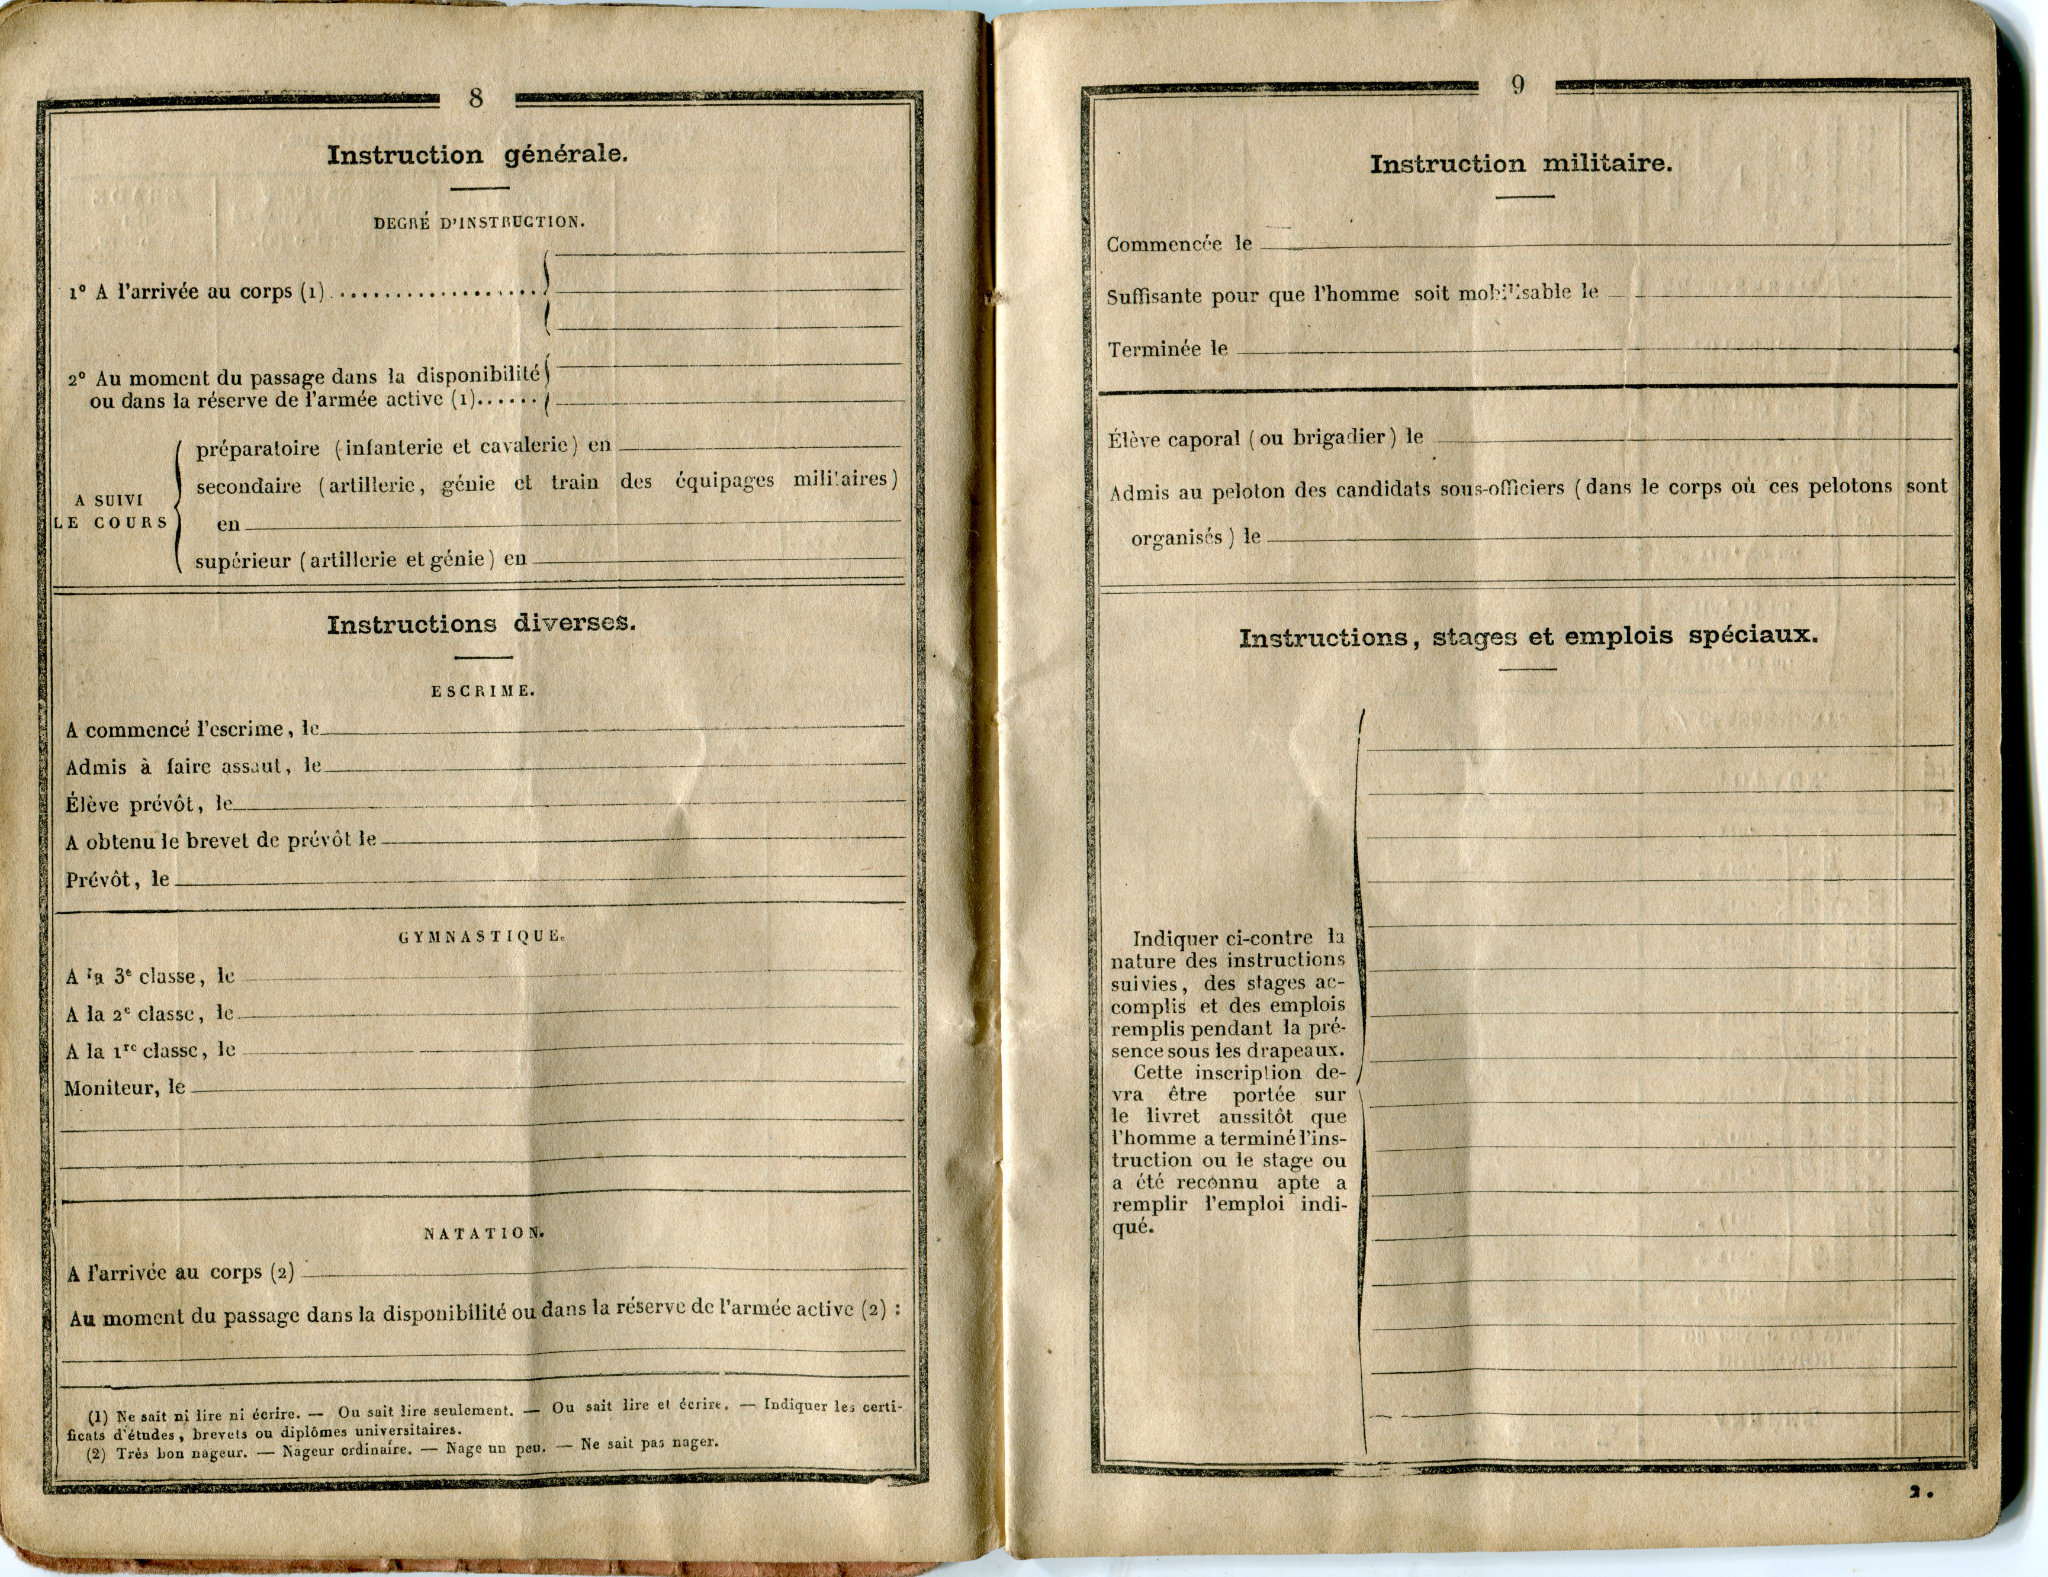 8
Instruction générale.
DEGRÉ D'INSTRUCTION.
1° A l'arrivée au corps (1)..................
2° Au moment du passage dans la disponibilité
ou dans la réserve de l'armée active (1)......
A SUIVI
LE COURS
préparatoire (infanterie et cavalerie) en
secondaire (artillerie, génie et train des équipages militaires)
en
supérieur (artillerie et génie) en
Instructions diverses.
ESCRIME.
A commencé l'escrime, le
Admis à faire assaut, le
Élève prévôt, le
A obtenu le brevet de prévôt le
Prévôt, le
GYMNASTIQUE.
A la 3e classe, le
A la 2e classe, le
A la 1re classe, le
Moniteur, le
NATATION.
A l'arrivée au corps (2)
Au moment du passage dans la disponibilité ou dans la réserve de l'armée active (2) :
(1) Ne sait ni lire ni écrire. — Ou sait lire seulement. — Ou sait lire et écrire. — Indiquer les certi-
ficats d'études, brevets ou diplômes universitaires.
(2) Très bon nageur. — Nageur ordinaire. — Nage un peu. — Ne sait pas nager.
9
Instruction militaire.
Commencée le
Suffisante pour que l'homme soit mobilisable le
Terminée le
Élève caporal (ou brigadier) le
Admis au peloton des candidats sous-officiers (dans le corps où ces pelotons sont
organisés) le
Instructions, stages et emplois spéciaux.
Indiquer ci-contre la
nature des instructions
suivies, des stages ac-
complis et des emplois
remplis pendant la pré-
sence sous les drapeaux.
Cette inscription de-
vra être portée sur
le livret aussitôt que
l'homme a terminé l'ins-
truction ou le stage ou
a été reconnu apte a
remplir l'emploi indi-
qué.
2.